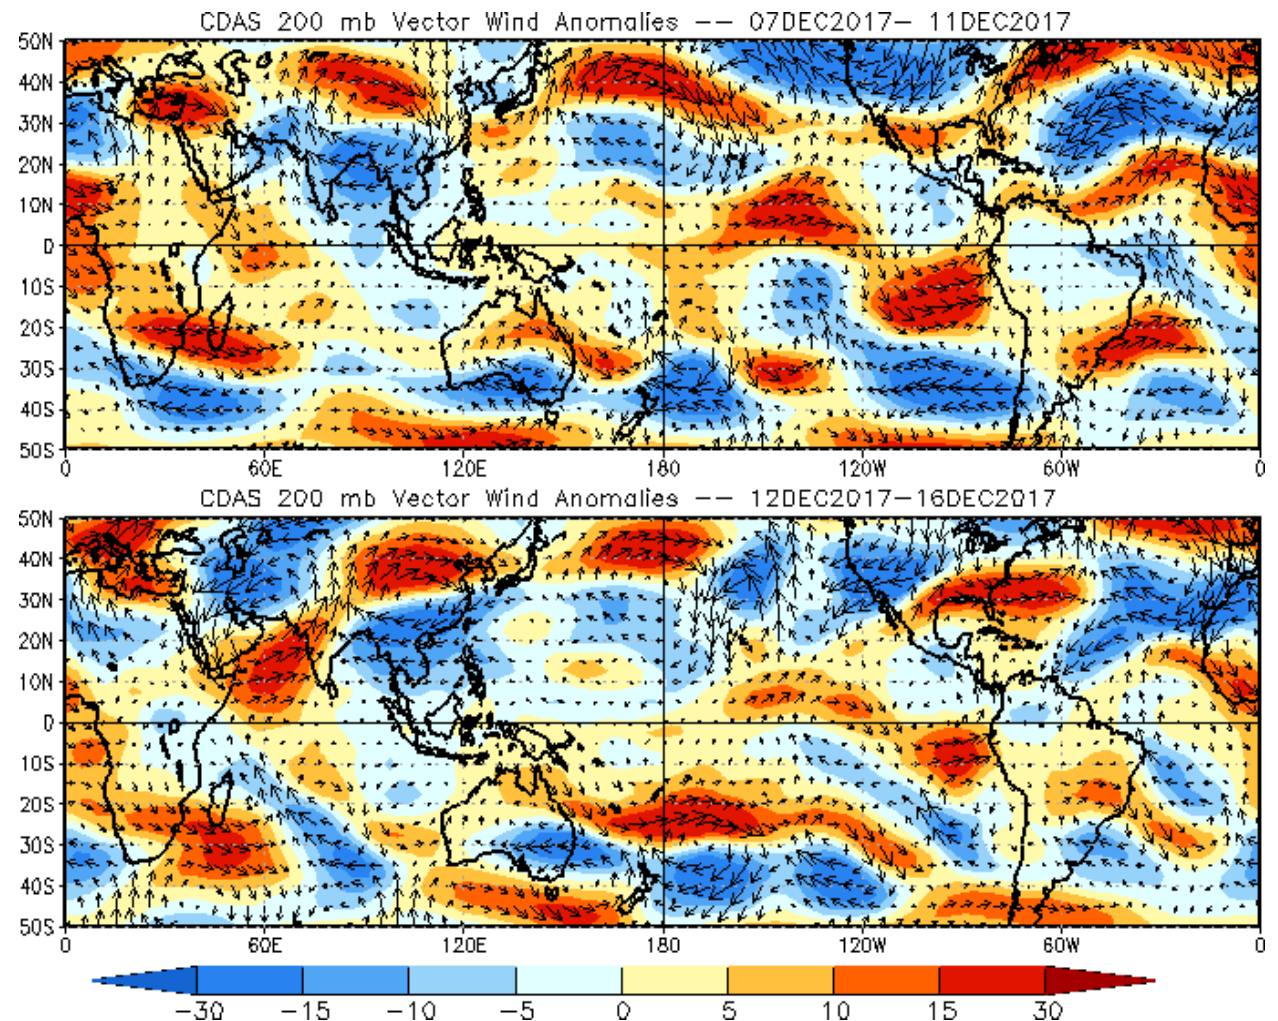 CDAS 200 mb Vector Wind Anomalies -- 07DEC2017- 11DEC2017
50N
40N
30N
20N
10N
0
10S
20S
30S
40S
50S
0 60E 120E 180 120W 60W 0
CDAS 200 mb Vector Wind Anomalies -- 12DEC2017-16DEC2017
50N
40N
30N
20N
10N
0
10S
20S
30S
40S
50S
0 60E 120E 180 120W 60W 0
-30 -15 -10 -5 0 5 10 15 30